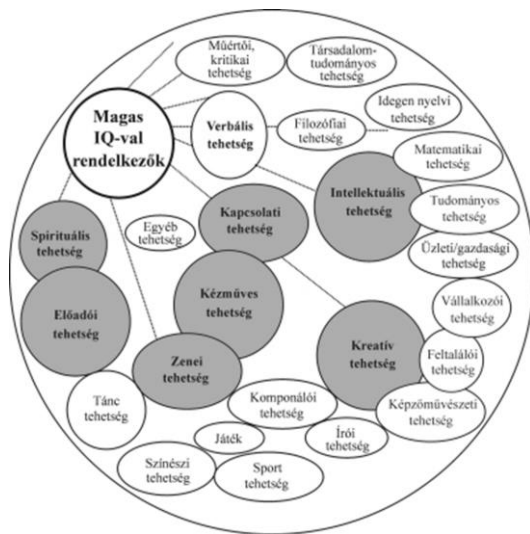 Műértői,
kritikai
tehetség
Társadalom-
tudományos
tehetség
Magas
IQ-val
rendelkezők
Verbális
tehetség
Filozófiai
tehetség
Idegen nyelvi
tehetség
Matematikai
tehetség
Intellektuális
tehetség
Tudományos
tehetség
Kapcsolati
tehetség
Egyéb
tehetség
Spirituális
tehetség
Üzleti/gazdasági
tehetség
Kézműves
tehetség
Vállalkozói
tehetség
Előadói
tehetség
Zenei
tehetség
Kreatív
tehetség
Feltalálói
tehetség
Tánc
tehetség
Komponálói
tehetség
Képzőművészeti
tehetség
Játék
Írói
tehetség
Színészi
tehetség
Sport
tehetség